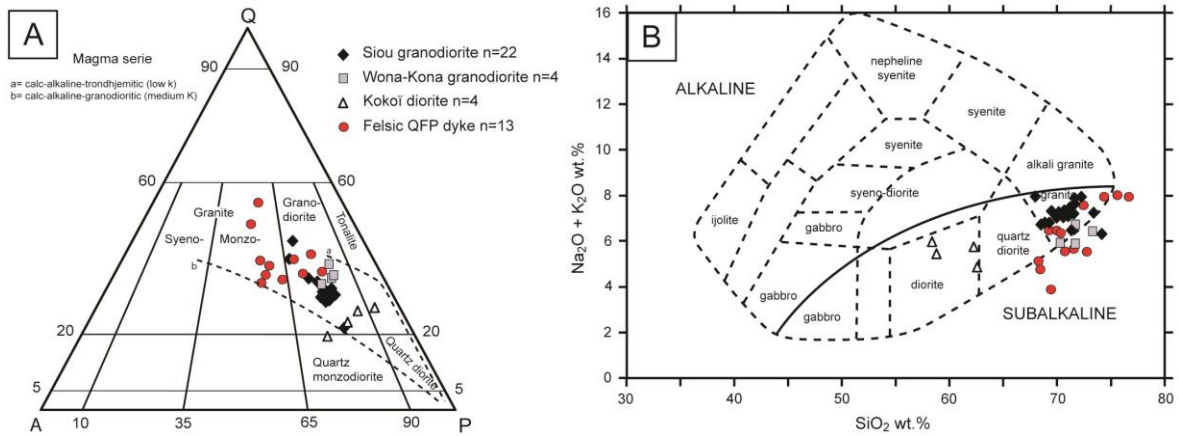 A
Q
Magma serie
a= calc-alkaline-trondhjemitic (low k)
b= calc-alkaline-granodioritic (medium K)
Siou granodiorite n=22
Wona-Kona granodiorite n=4
Kokoï diorite n=4
Felsic QFP dyke n=13
90
90
60
60
Granite
Grano-
diorite
Tonalite
Syeno-
Monzo-
a
b
20
20
Quartz
monzodiorite
Quartz diorite
5
5
A
10
35
65
90
P
B
Na2O + K2O wt.%
16
14
12
10
8
6
4
2
0
ALKALINE
nepheline
syenite
syenite
syenite
alkali granite
granite
syeno-diorite
ijolite
gabbro
quartz
diorite
diorite
gabbro
gabbro
SUBALKALINE
30
40
50
60
70
80
SiO2 wt.%